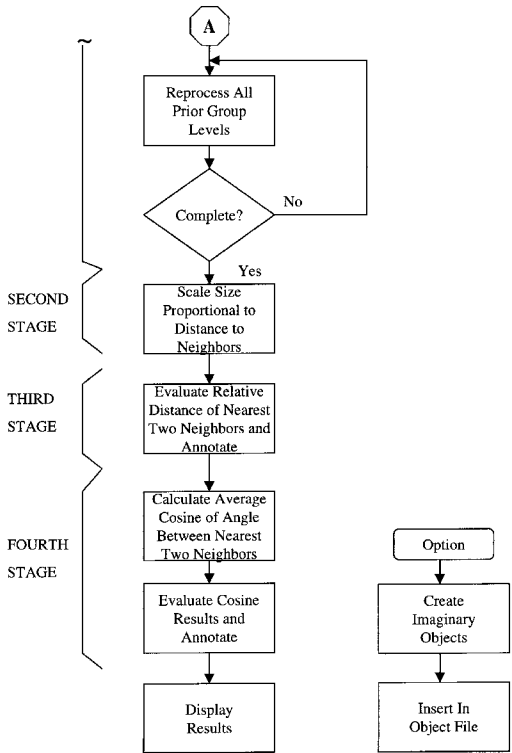 A
~
Reprocess All
Prior Group
Levels
Complete?
No
Yes
SECOND
STAGE
Scale Size
Proportional to
Distance to
Neighbors
THIRD
STAGE
Evaluate Relative
Distance of Nearest
Two Neighbors and
Annotate
FOURTH
STAGE
Calculate Average
Cosine of Angle
Between Nearest
Two Neighbors
Evaluate Cosine
Results and
Annotate
Display
Results
Option
Create
Imaginary
Objects
Insert In
Object File